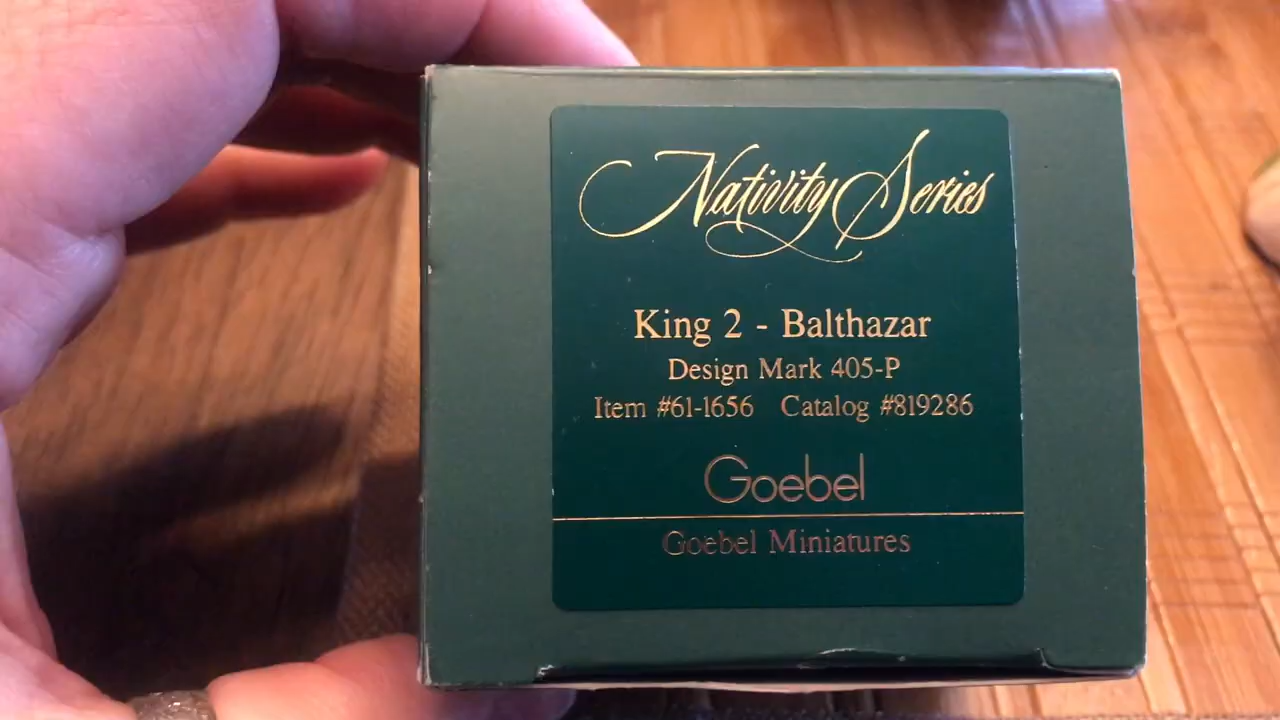 Nativity Series
King 2 - Balthazar
Design Mark 405-P
Item #61-1656 Catalog #819286
Goebel
Goebel Miniatures